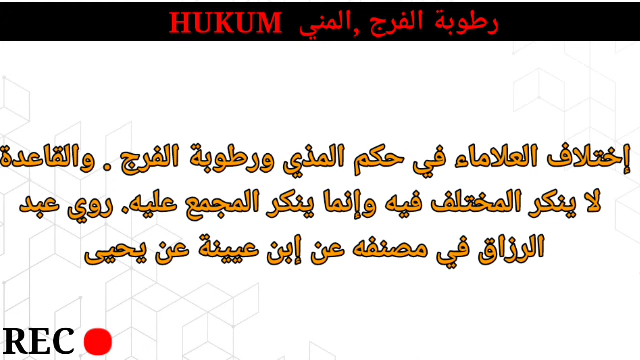 HUKUM رطوبة الفرج ,المني
إختلاف العلاماء في حكم المذي ورطوبة الفرج . والقاعدة
لا ينكر المختلف فيه وإنما ينكر المجمع عليه. روي عبد
الرزاق في مصنفه عن إبن عيينة عن يحيى
REC